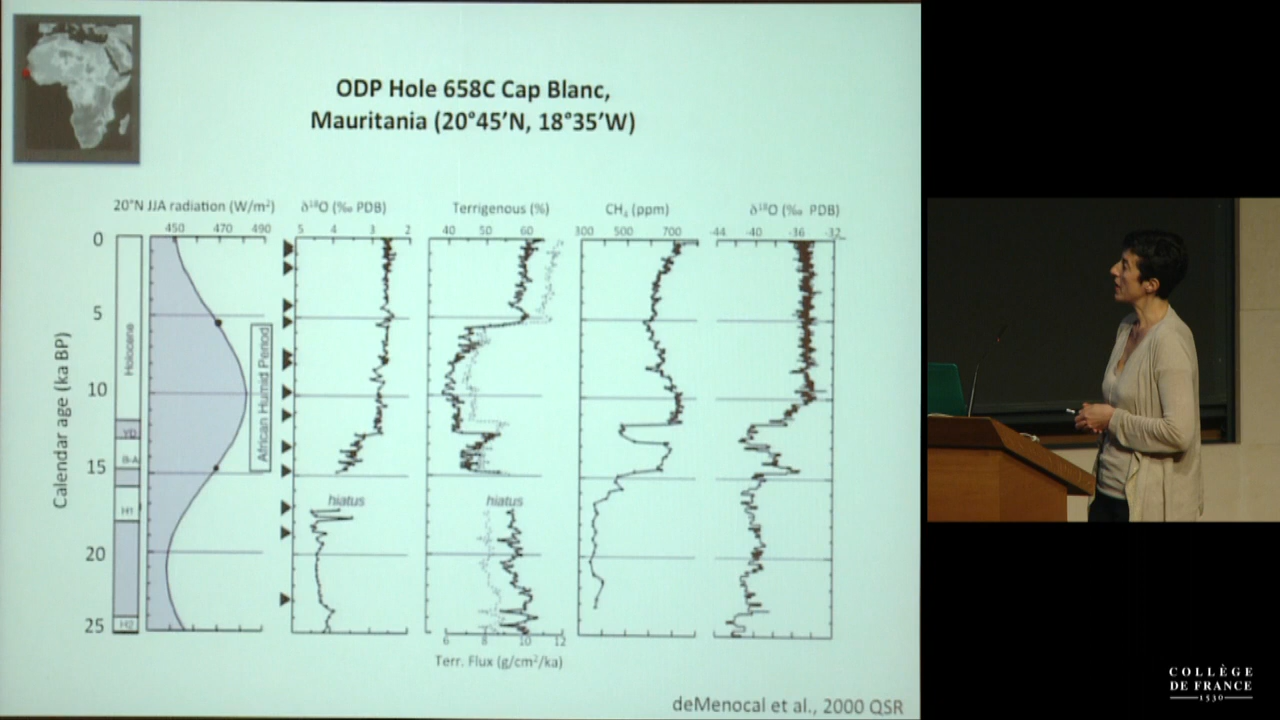 ODP Hole 658C Cap Blanc,
Mauritania (20°45’N, 18°35’W)
20°N JJA radiation (W/m²)
450 470 490
δ¹⁸O (‰ PDB)
5 4 3 2
Terrigenous (%)
40 50 60
CH₄ (ppm)
300 500 700
δ¹⁸O (‰ PDB)
-44 -40 -36 -32
Calendar age (ka BP)
0
5
10
15
20
25
Holocene
YD
B-A
H1
H2
African Humid Period
hiatus
hiatus
6 8 10 12
Terr. Flux (g/cm²/ka)
deMenocal et al., 2000 QSR
COLLÈGE
DE FRANCE
1530